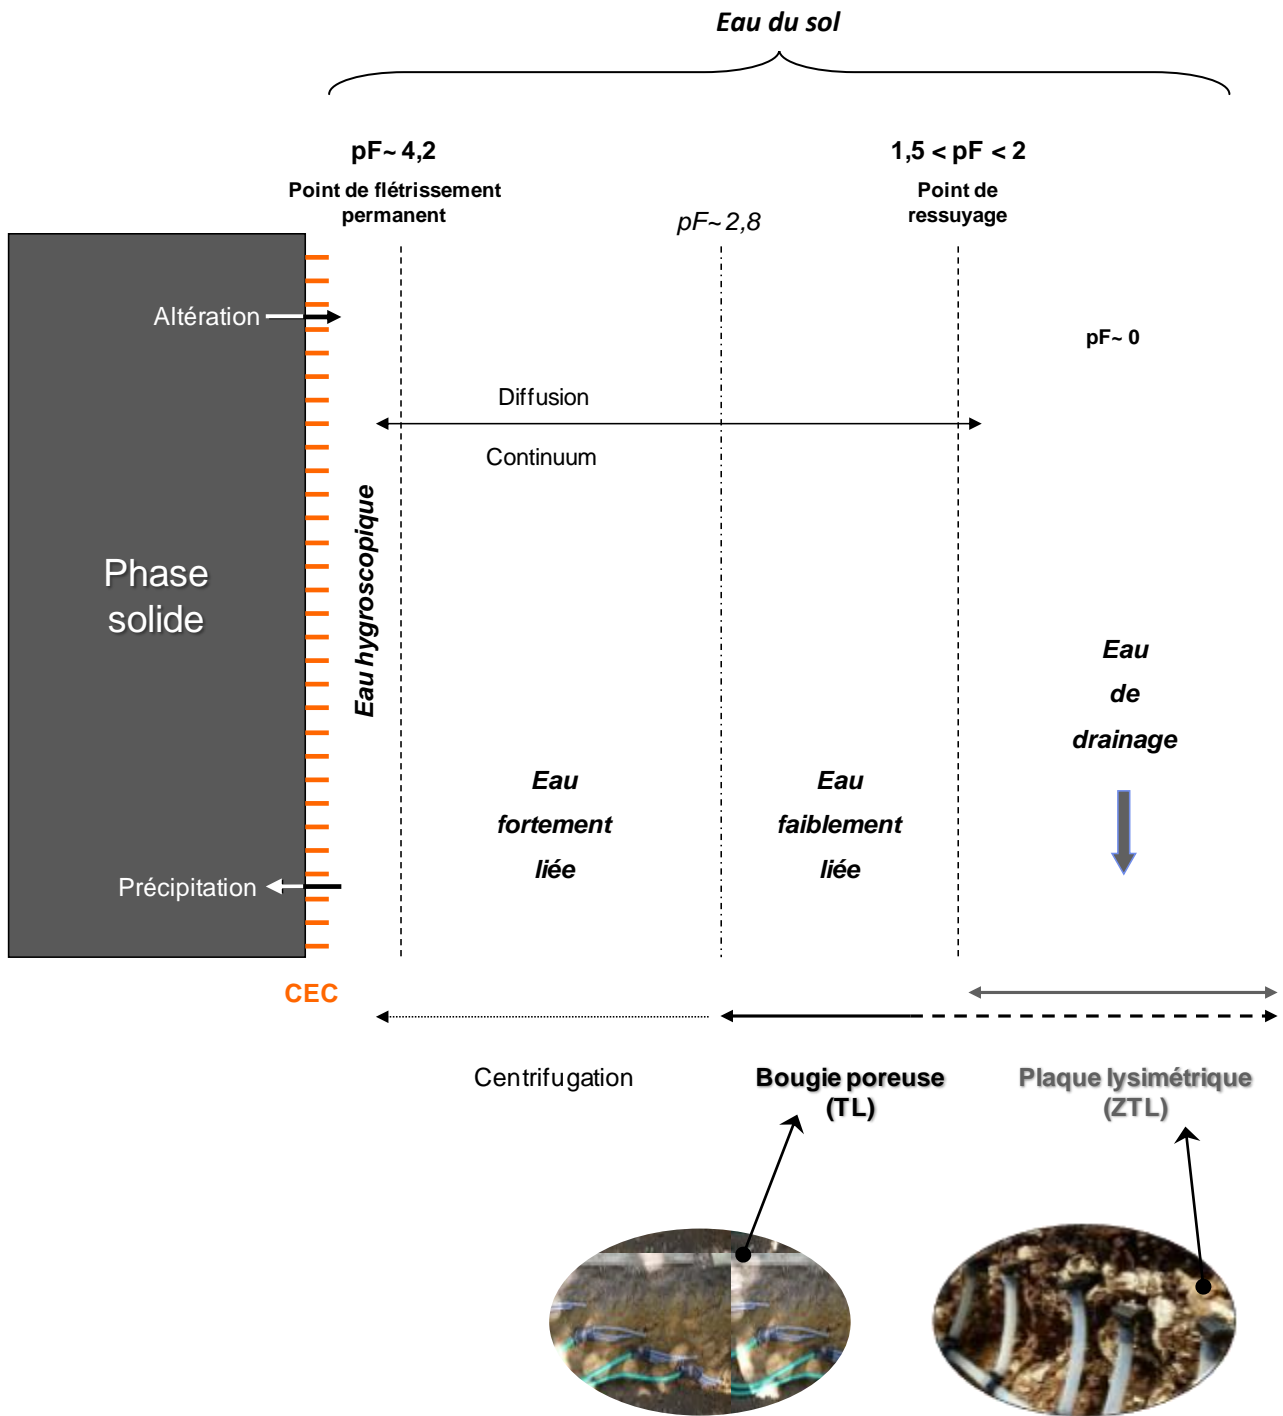 Eau du sol
pF~ 4,2
1,5 < pF < 2
Point de flétrissement
permanent
Point de
ressuyage
pF~ 2,8
Altération
pF~ 0
Diffusion
Continuum
Eau hygroscopique
Phase
solide
Eau
de
drainage
Eau
fortement
liée
Eau
faiblement
liée
Précipitation
CEC
Centrifugation
Bougie poreuse
(TL)
Plaque lysimétrique
(ZTL)